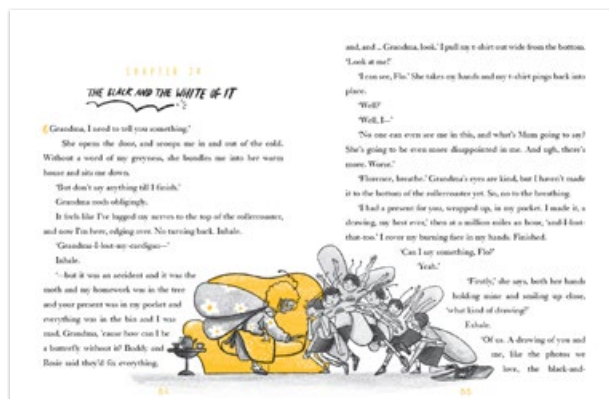 CHAPTER 24
THE BLACK AND THE WHITE OF IT
‘Grandma, I need to tell you something.’
She opens the door, and scoops me in and out of the cold.
Without a word of my greyness, she bundles me into her warm
house and sits me down.
‘But don’t say anything till I finish.’
Grandma nods obligingly.
It feels like I’ve lugged my nerves to the top of the rollercoaster,
and now I’m here, edging over. No turning back. Inhale.
‘Grandma-I-lost-my-cardigan—’
Inhale.
‘—but it was an accident and it was the
moth and my homework was in the tree
and your present was in my pocket and
everything was in the bin and I was
mad, Grandma, ’cause how can I be
a butterfly without it? Buddy and
Rosie said they’d fix everything,
64
and, and … Grandma, look.’ I pull my t-shirt out wide from the bottom.
‘Look at me!’
‘I can see, Flo.’ She takes my hands and my t-shirt pings back into
place.
‘Well?’
‘Well, I—’
‘No one can even see me in this, and what’s Mum going to say?
She’s going to be even more disappointed in me. And ugh, there’s
more. Worse.’
‘Florence, breathe.’ Grandma’s eyes are kind, but I haven’t made
it to the bottom of the rollercoaster yet. So, no to the breathing.
‘I had a present for you, wrapped up, in my pocket. I made it, a
drawing, my best ever,’ then at a million miles an hour, ‘and-I-lost-
that-too.’ I cover my burning face in my hands. Finished.
‘Can I say something, Flo?’
‘Yeah.’
‘Firstly,’ she says, both her hands
holding mine and smiling up close,
‘what kind of drawing?’
Exhale.
‘Of us. A drawing of you and
me, like the photos we
love, the black-and-
65